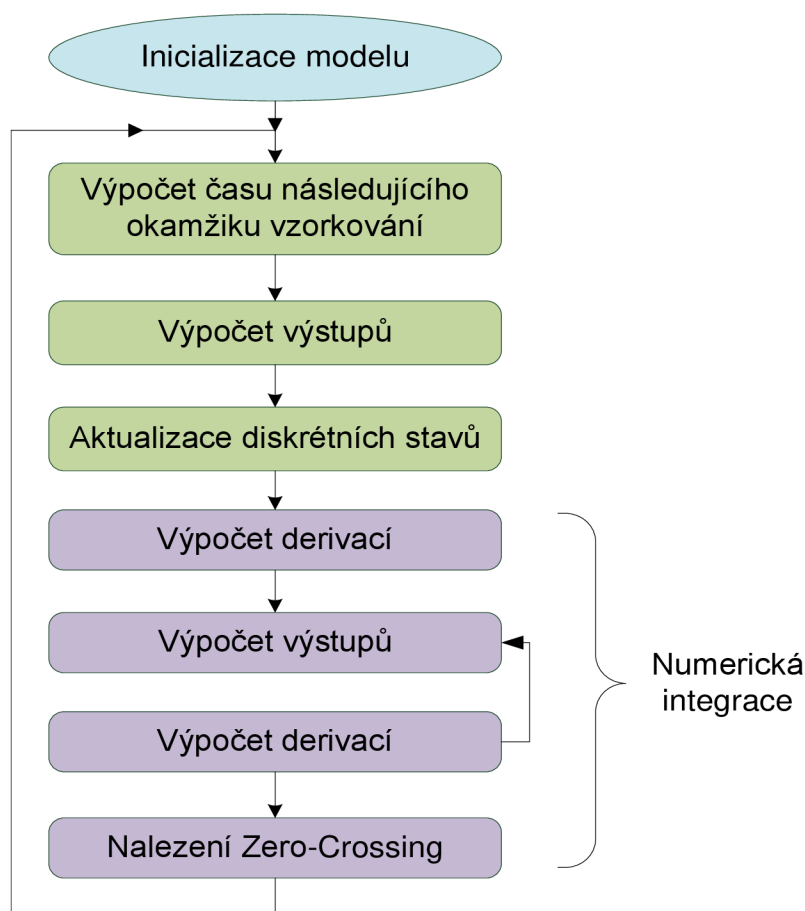 Inicializace modelu
Výpočet času následujícího
okamžiku vzorkování
Výpočet výstupů
Aktualizace diskrétních stavů
Výpočet derivací
Výpočet výstupů
Výpočet derivací
Nalezení Zero-Crossing
Numerická
integrace